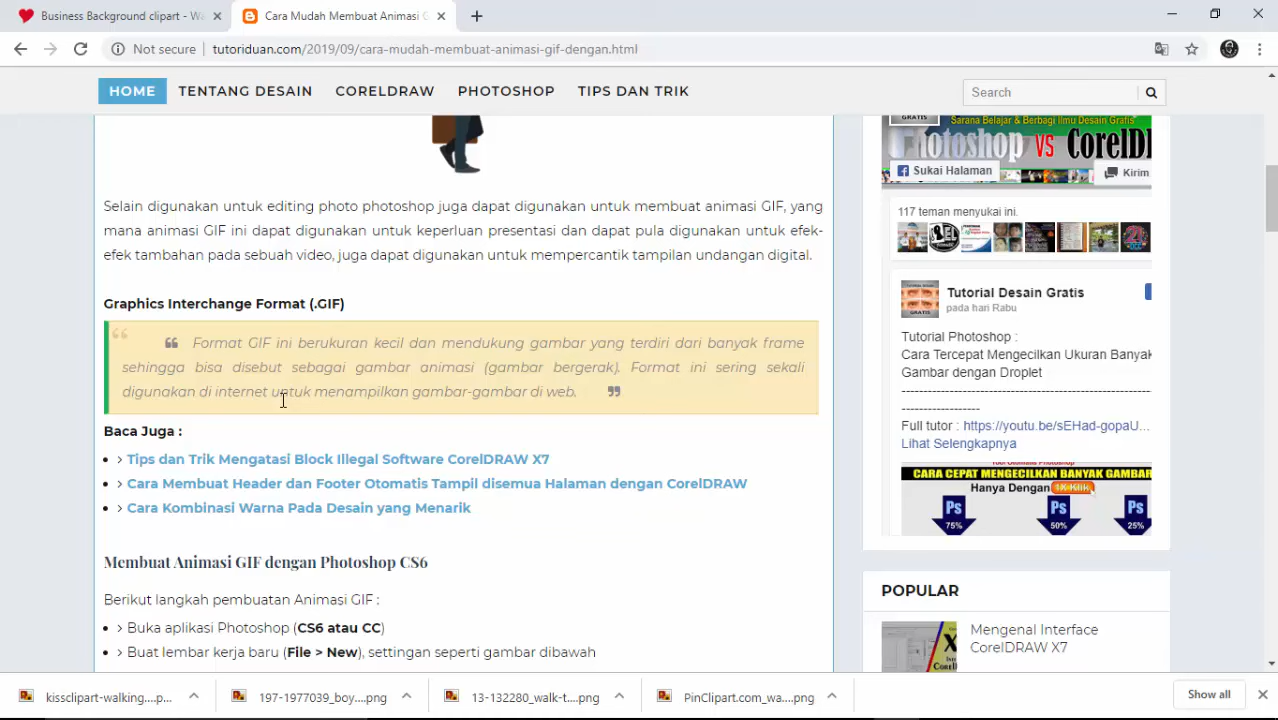 Business Background clipart - Wa
Cara Mudah Membuat Animasi G
Not secure
tutoriduan.com/2019/09/cara-mudah-membuat-animasi-gif-dengan.html
HOME
TENTANG DESAIN
CORELDRAW
PHOTOSHOP
TIPS DAN TRIK
Search
GRATIS
Sarana Belajar & Berbagi Ilmu Desain Gratis"
Photoshop VS CorelD
Sukai Halaman
Kirim
117 teman menyukai ini.
Selain digunakan untuk editing photo photoshop juga dapat digunakan untuk membuat animasi GIF, yang
mana animasi GIF ini dapat digunakan untuk keperluan presentasi dan dapat pula digunakan untuk efek-
efek tambahan pada sebuah video, juga dapat digunakan untuk mempercantik tampilan undangan digital.
Graphics Interchange Format (.GIF)
“ ❝ Format GIF ini berukuran kecil dan mendukung gambar yang terdiri dari banyak frame
sehingga bisa disebut sebagai gambar animasi (gambar bergerak). Format ini sering sekali
digunakan di internet untuk menampilkan gambar-gambar di web. ❞
Baca Juga :
• > Tips dan Trik Mengatasi Block Illegal Software CorelDRAW X7
• > Cara Membuat Header dan Footer Otomatis Tampil disemua Halaman dengan CorelDRAW
• > Cara Kombinasi Warna Pada Desain yang Menarik
Membuat Animasi GIF dengan Photoshop CS6
Berikut langkah pembuatan Animasi GIF :
• > Buka aplikasi Photoshop (CS6 atau CC)
• > Buat lembar kerja baru (File > New), settingan seperti gambar dibawah
Tutorial Desain Gratis
pada hari Rabu
GRATIS
Tutorial Photoshop :
Cara Tercepat Mengecilkan Ukuran Banyak
Gambar dengan Droplet
----------------------------------------------------
------------------
Full tutor : https://youtu.be/sEHad-gopaU...
Lihat Selengkapnya
CARA CEPAT MENGECILKAN BANYAK GAMBAR
Hanya Dengan 1X Klik
Ps
75%
Ps
50%
Ps
25%
POPULAR
Mengenal Interface
CorelDRAW X7
kissclipart-walking....p...
197-1977039_boy....png
13-132280_walk-t....png
PinClipart.com_wa....png
Show all